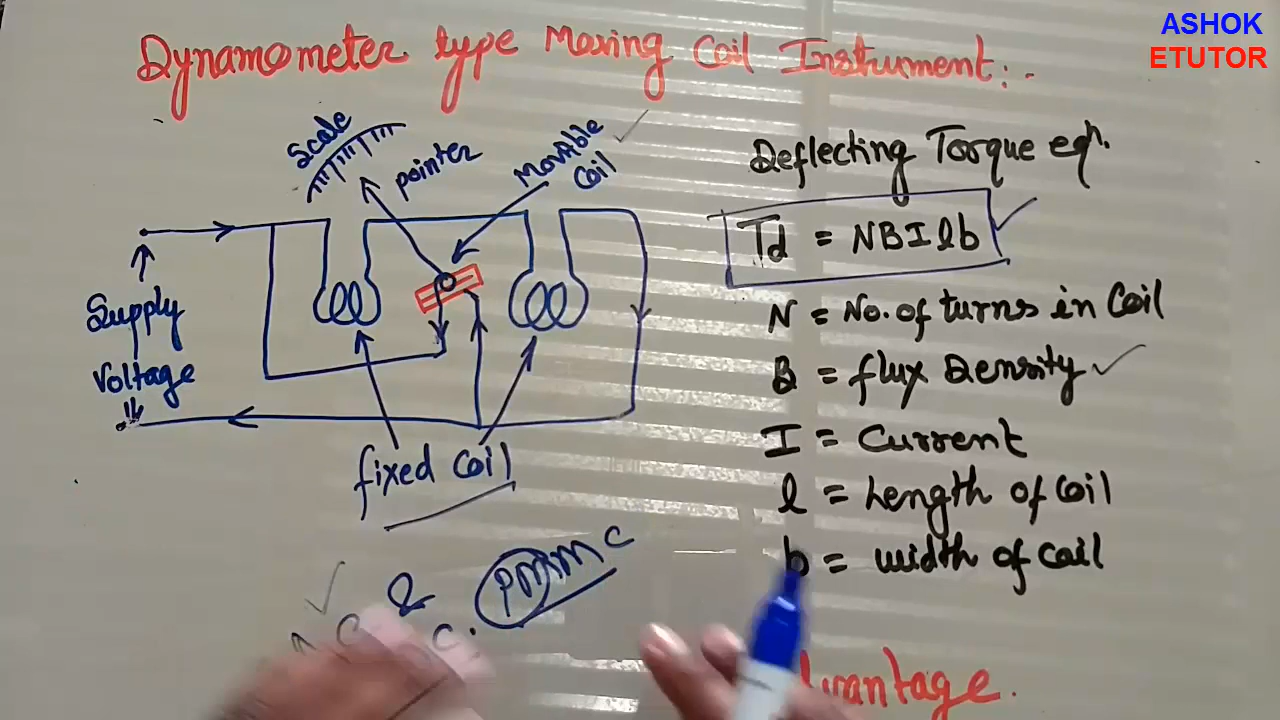 ASHOK
ETUTOR
Dynamometer type Moving Coil Instrument:-
Scale
pointer
Movable
Coil
Supply
Voltage
fixed coil
Deflecting Torque eqn.
Td = NBIlb
N = No. of turns in Coil
B = flux Density
I = Current
l = Length of Coil
b = width of coil
& PMMC
C.